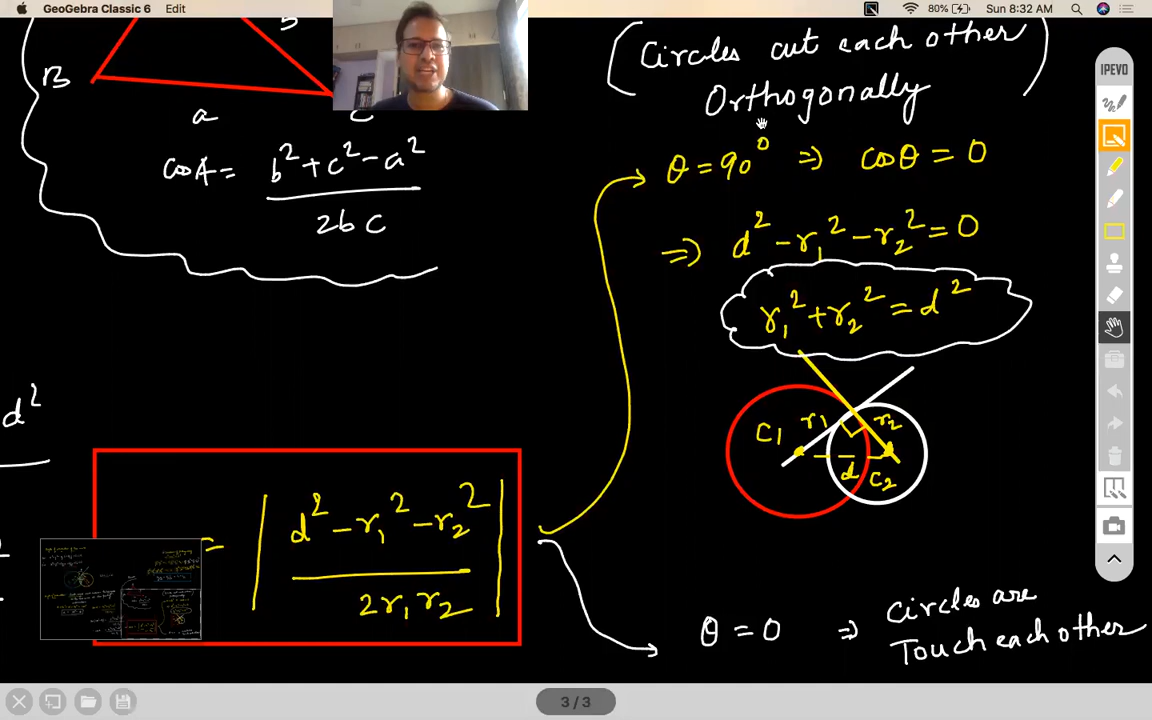 GeoGebra Classic 6 Edit
80% Sun 8:32 AM
B
a
c
cosA = b²+c²-a²
2bc
(Circles cut each other
Orthogonally)
θ = 90° ⇒ cosθ = 0
⇒ d² - r₁² - r₂² = 0
r₁² + r₂² = d²
C₁ r₁ r₂
d C₂
d²
= | d² - r₁² - r₂² |
2r₁r₂
θ = 0 ⇒ circles are
Touch each other
IPEVO
3 / 3